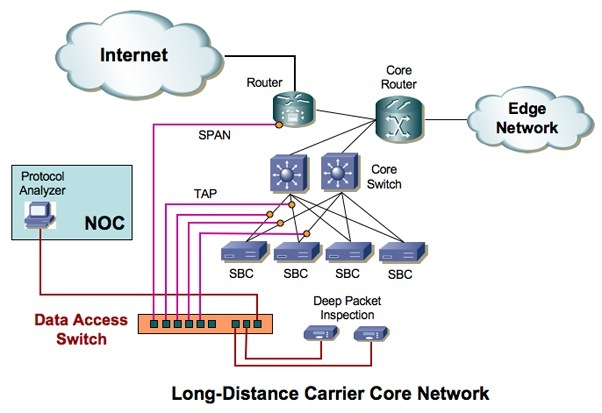 Internet
Router
Core
Router
Edge
Network
SPAN
Protocol
Analyzer
NOC
TAP
Core
Switch
SBC
SBC
SBC
SBC
Data Access
Switch
Deep Packet
Inspection
Long-Distance Carrier Core Network